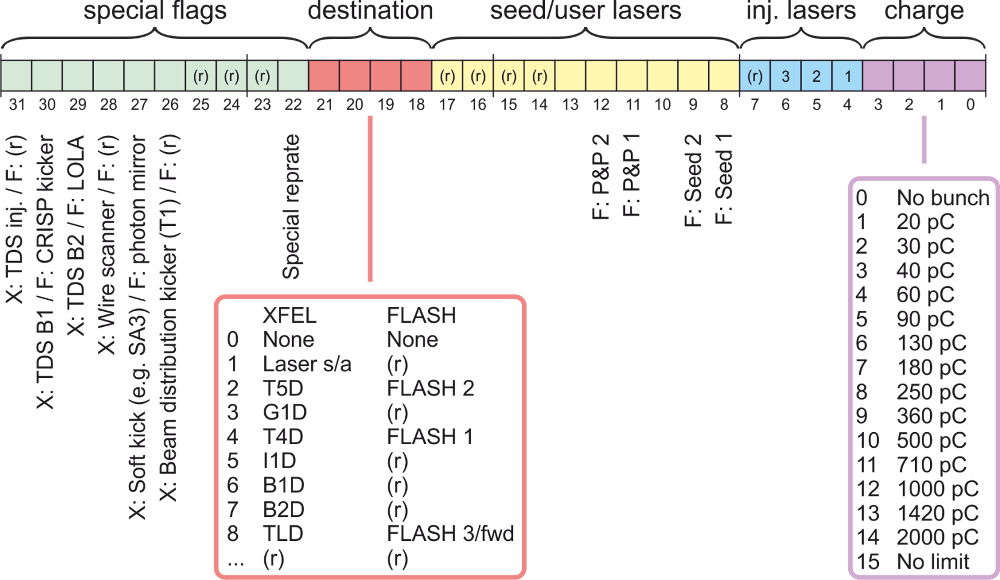 special flags destination seed/user lasers inj. lasers charge
(r) (r) (r) (r) (r) (r) (r) (r) 3 2 1
31 30 29 28 27 26 25 24 23 22 21 20 19 18 17 16 15 14 13 12 11 10 9 8 7 6 5 4 3 2 1 0
X: TDS inj. / F: (r)
X: TDS B1 / F: CRISP kicker
X: TDS B2 / F: LOLA
X: Wire scanner / F: (r)
X: Soft kick (e.g. SA3) / F: photon mirror
X: Beam distribution kicker (T1) / F: (r)
Special reprate
F: P&P 2
F: P&P 1
F: Seed 2
F: Seed 1
XFEL FLASH
0 None None
1 Laser s/a (r)
2 T5D FLASH 2
3 G1D (r)
4 T4D FLASH 1
5 I1D (r)
6 B1D (r)
7 B2D (r)
8 TLD FLASH 3/fwd
... (r) (r)
0 No bunch
1 20 pC
2 30 pC
3 40 pC
4 60 pC
5 90 pC
6 130 pC
7 180 pC
8 250 pC
9 360 pC
10 500 pC
11 710 pC
12 1000 pC
13 1420 pC
14 2000 pC
15 No limit